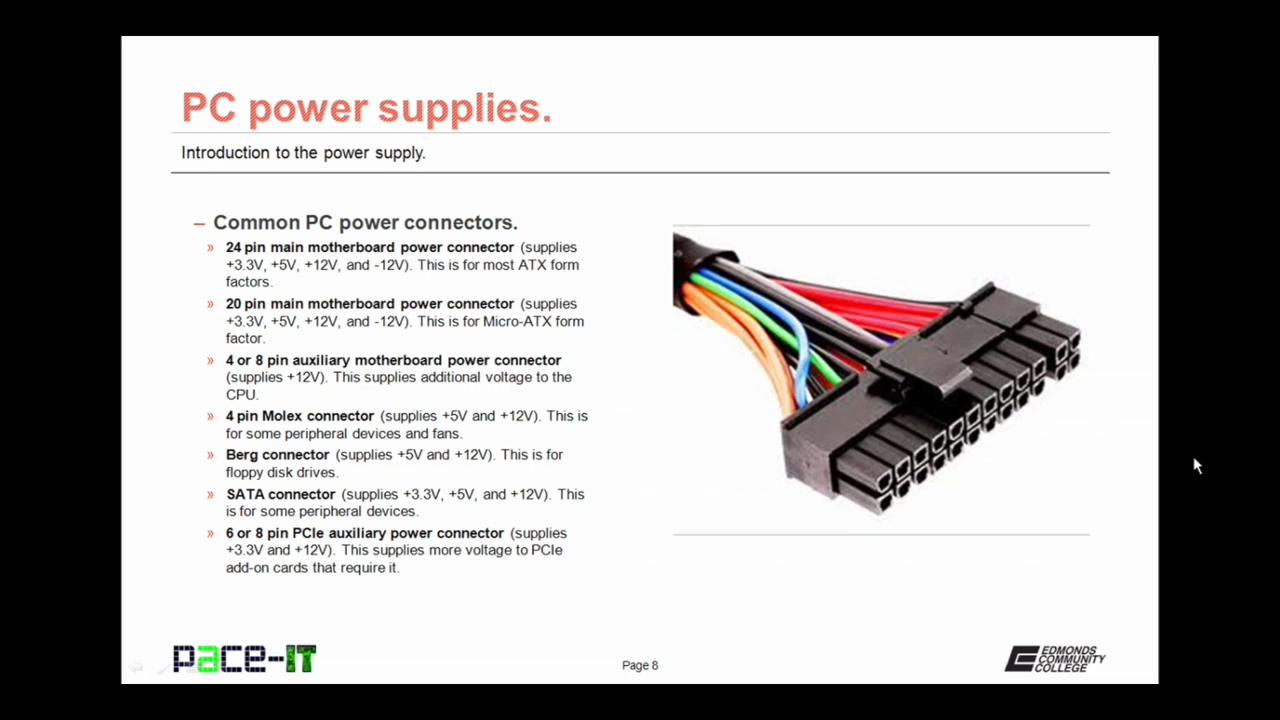 PC power supplies.
Introduction to the power supply.
– Common PC power connectors.
» 24 pin main motherboard power connector (supplies
+3.3V, +5V, +12V, and -12V). This is for most ATX form
factors.
» 20 pin main motherboard power connector (supplies
+3.3V, +5V, +12V, and -12V). This is for Micro-ATX form
factor.
» 4 or 8 pin auxiliary motherboard power connector
(supplies +12V). This supplies additional voltage to the
CPU.
» 4 pin Molex connector (supplies +5V and +12V). This is
for some peripheral devices and fans.
» Berg connector (supplies +5V and +12V). This is for
floppy disk drives.
» SATA connector (supplies +3.3V, +5V, and +12V). This
is for some peripheral devices.
» 6 or 8 pin PCIe auxiliary power connector (supplies
+3.3V and +12V). This supplies more voltage to PCIe
add-on cards that require it.
pace-IT
Page 8
EDMONDS
COMMUNITY
COLLEGE